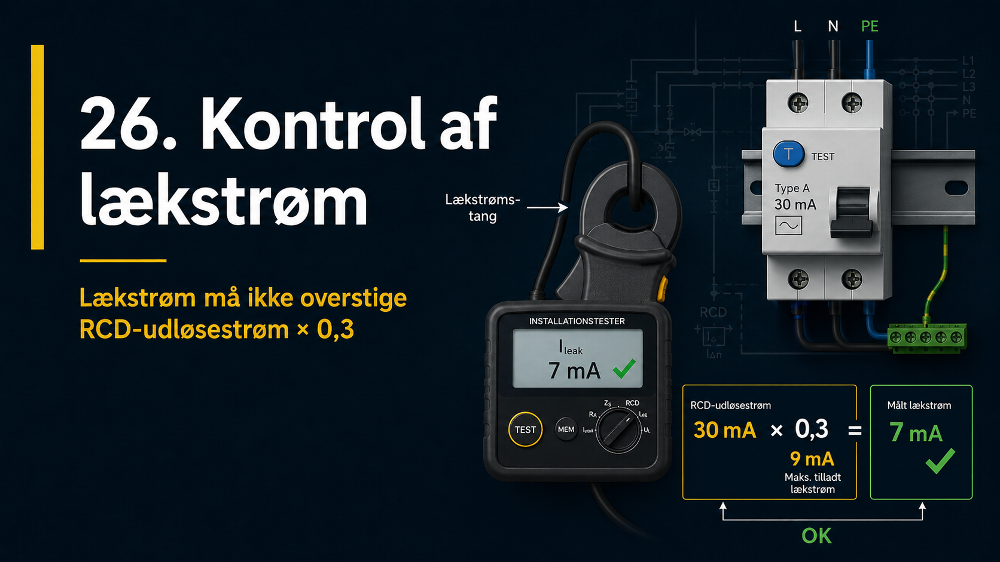 26. Kontrol af
lækstrøm
Lækstrøm må ikke overstige
RCD-udløsestrøm × 0,3
Lækstrøms-
tang
L N PE
L1
L2
L3
N
PE
T TEST
Type A
30 mA
RCD
I∆n
INSTALLATIONSTESTER
Ileak
7 mA
TEST
MEM
RA
ZS
RCD
UL
RCD-udløsestrøm
30 mA × 0,3 =
9 mA
Maks. tilladt
lækstrøm
Målt lækstrøm
7 mA
OK